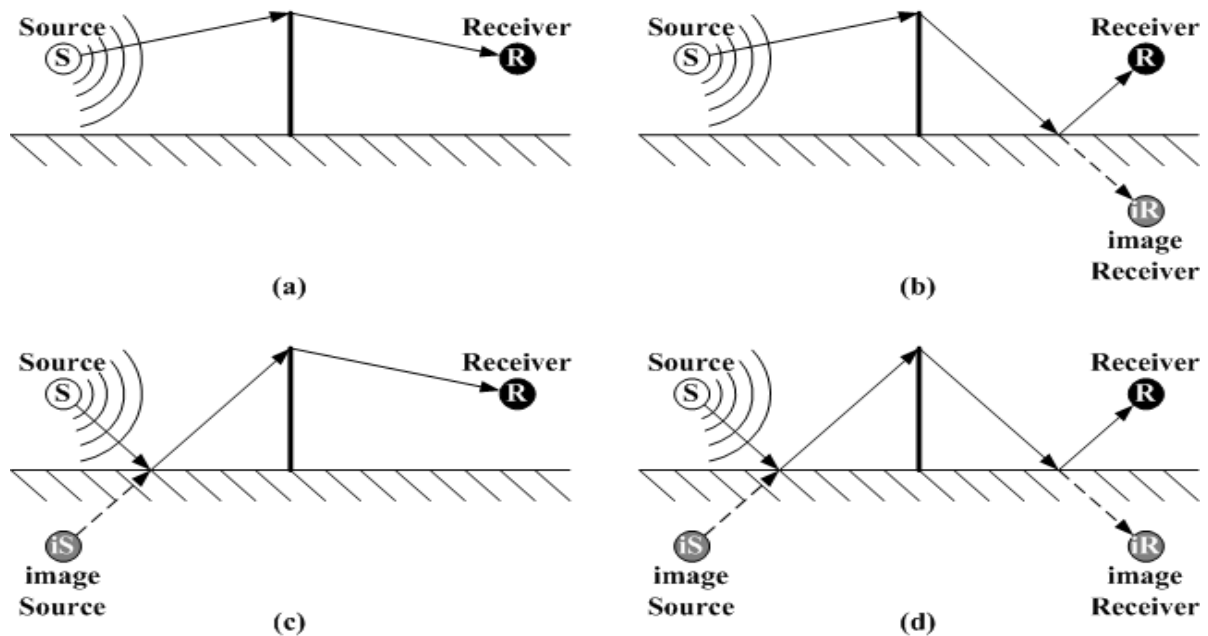 Source
S
Receiver
R
(a)
Source
S
Receiver
R
iR
image
Receiver
(b)
Source
S
Receiver
R
iS
image
Source
(c)
Source
S
Receiver
R
iS
image
Source
iR
image
Receiver
(d)